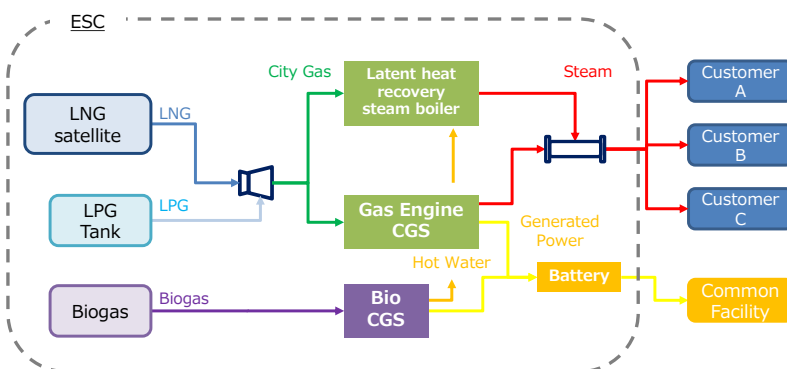 ESC
City Gas
Latent heat
recovery
steam boiler
Steam
Customer
A
LNG
satellite
LNG
Customer
B
LPG
Tank
LPG
Gas Engine
CGS
Customer
C
Generated
Power
Hot Water
Battery
Biogas
Biogas
Bio
CGS
Common
Facility